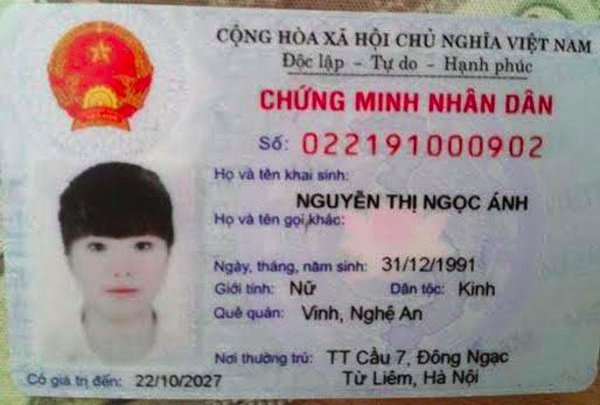 CỘNG HÒA XÃ HỘI CHỦ NGHĨA VIỆT NAM
Độc lập - Tự do - Hạnh phúc
CHỨNG MINH NHÂN DÂN
Số: 022191000902
Họ và tên khai sinh:
NGUYỄN THỊ NGỌC ÁNH
Họ và tên gọi khác:
Ngày, tháng, năm sinh: 31/12/1991
Giới tính: Nữ Dân tộc: Kinh
Quê quán: Vinh, Nghệ An
Nơi thường trú: TT Cầu 7, Đông Ngạc
Từ Liêm, Hà Nội
Có giá trị đến: 22/10/2027